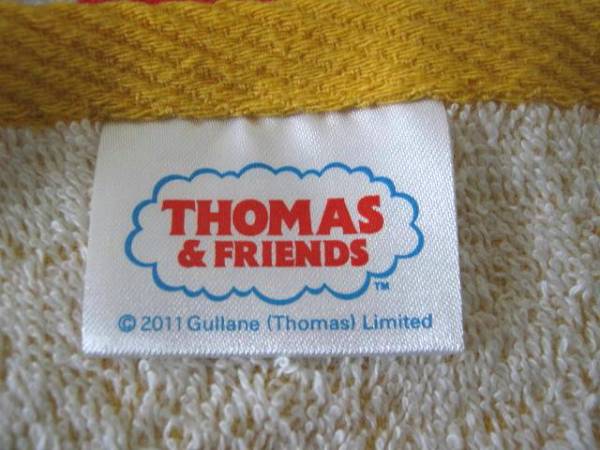 THOMAS
& FRIENDS
TM
© 2011 Gullane (Thomas) Limited